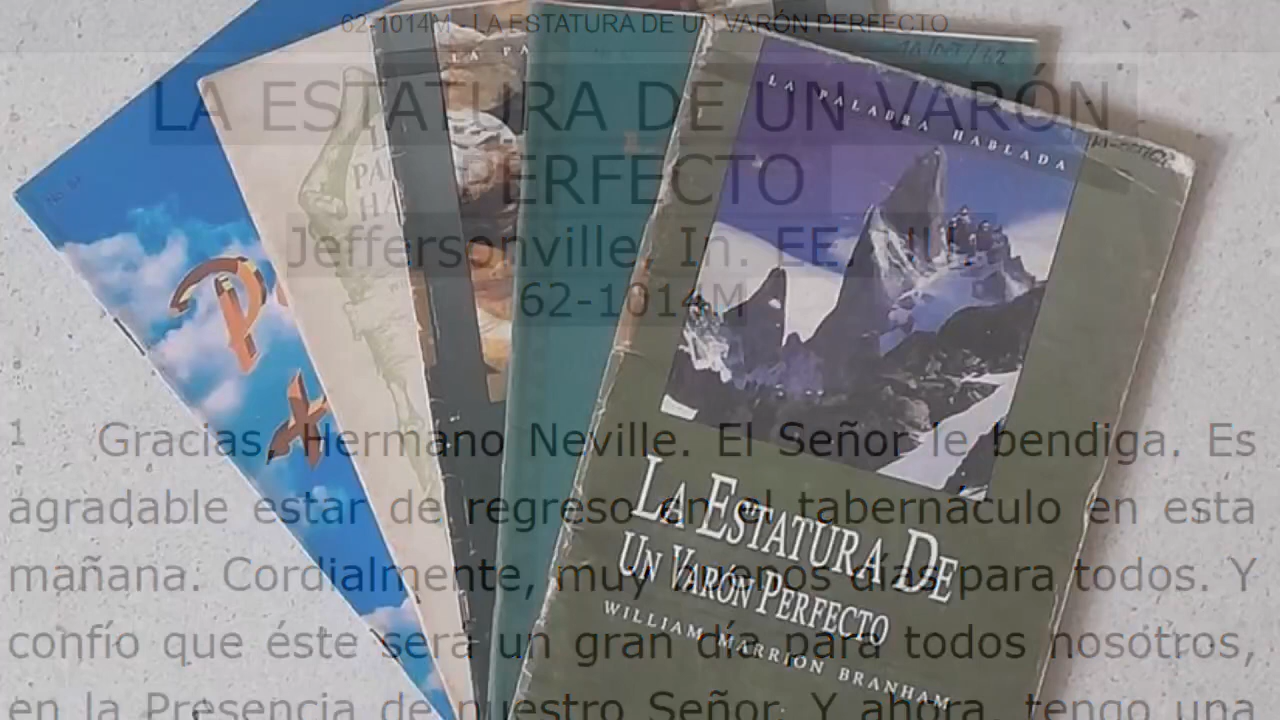 62-1014M - LA ESTATURA DE UN VARÓN PERFECTO
LA ESTATURA DE UN VARÓN
PERFECTO
Jeffersonville, In. EE. UU.
62-1014M
1 Gracias, Hermano Neville. El Señor le bendiga. Es
agradable estar de regreso en el tabernáculo en esta
mañana. Cordialmente, muy buenos días para todos. Y
confío que éste será un gran día para todos nosotros,
en la Presencia de nuestro Señor. Y ahora, tengo una
LA PA
LA PALABRA HABLADA
LA ESTATURA DE
UN VARÓN PERFECTO
WILLIAM MARRION BRANHAM